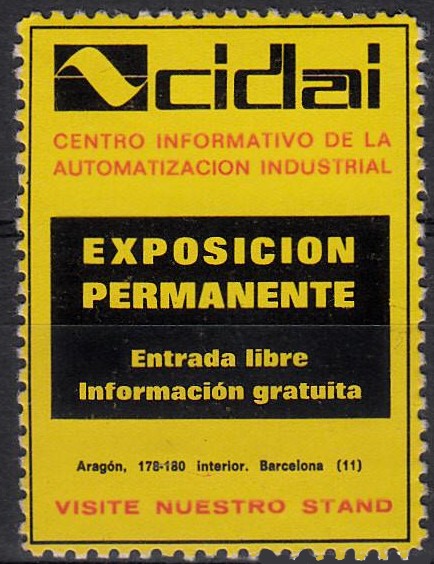 cidai
CENTRO INFORMATIVO DE LA
AUTOMATIZACION INDUSTRIAL
EXPOSICION
PERMANENTE
Entrada libre
Información gratuita
Aragón, 178-180 interior. Barcelona (11)
VISITE NUESTRO STAND